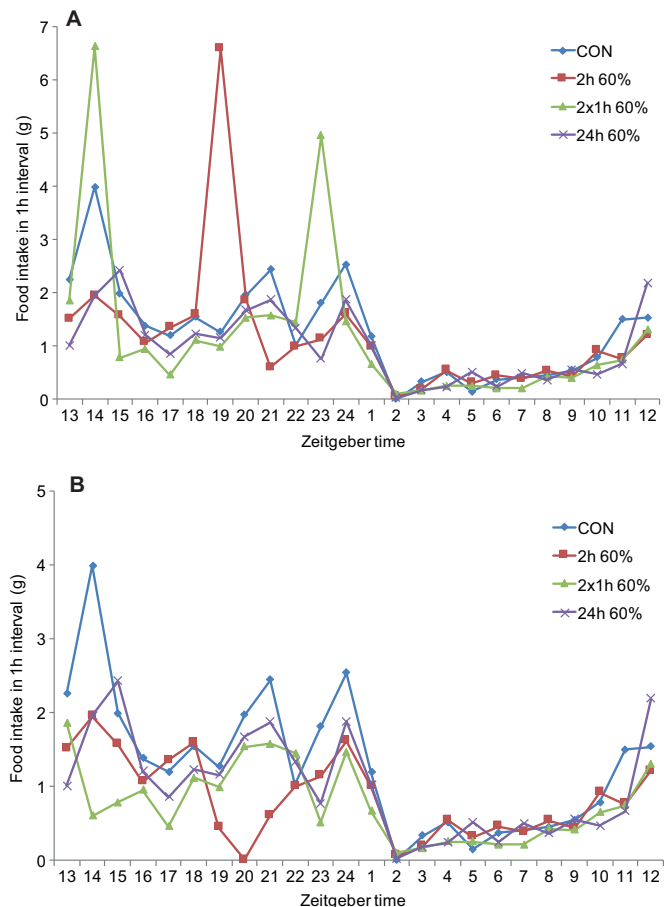 A
7
6
5
4
3
2
1
0
Food intake in 1h interval (g)
CON
2h 60%
2x1h 60%
24h 60%
13 14 15 16 17 18 19 20 21 22 23 24 1 2 3 4 5 6 7 8 9 10 11 12
Zeitgeber time
B
5
4
3
2
1
0
Food intake in 1h interval (g)
CON
2h 60%
2x1h 60%
24h 60%
13 14 15 16 17 18 19 20 21 22 23 24 1 2 3 4 5 6 7 8 9 10 11 12
Zeitgeber time